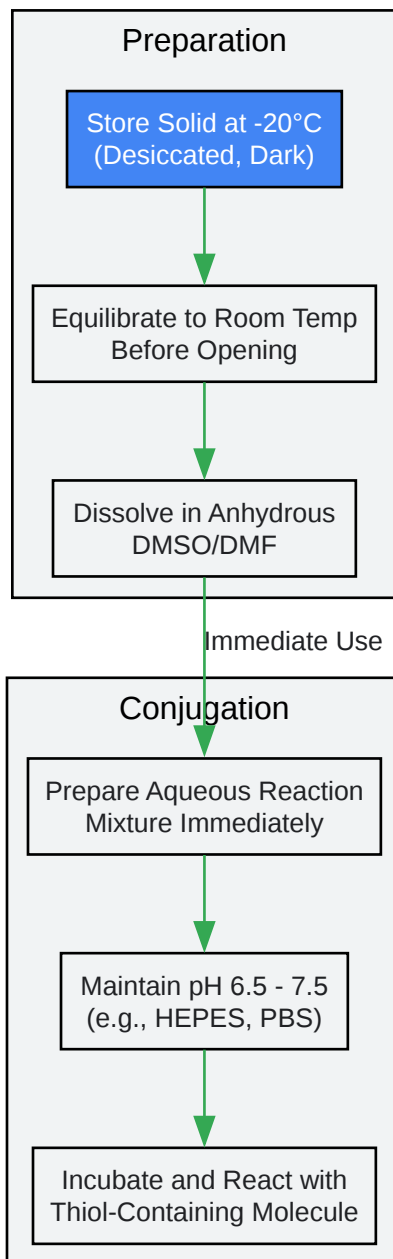 Preparation
Store Solid at -20°C
(Desiccated, Dark)
Equilibrate to Room Temp
Before Opening
Dissolve in Anhydrous
DMSO/DMF
Immediate Use
Conjugation
Prepare Aqueous Reaction
Mixture Immediately
Maintain pH 6.5 - 7.5
(e.g., HEPES, PBS)
Incubate and React with
Thiol-Containing Molecule